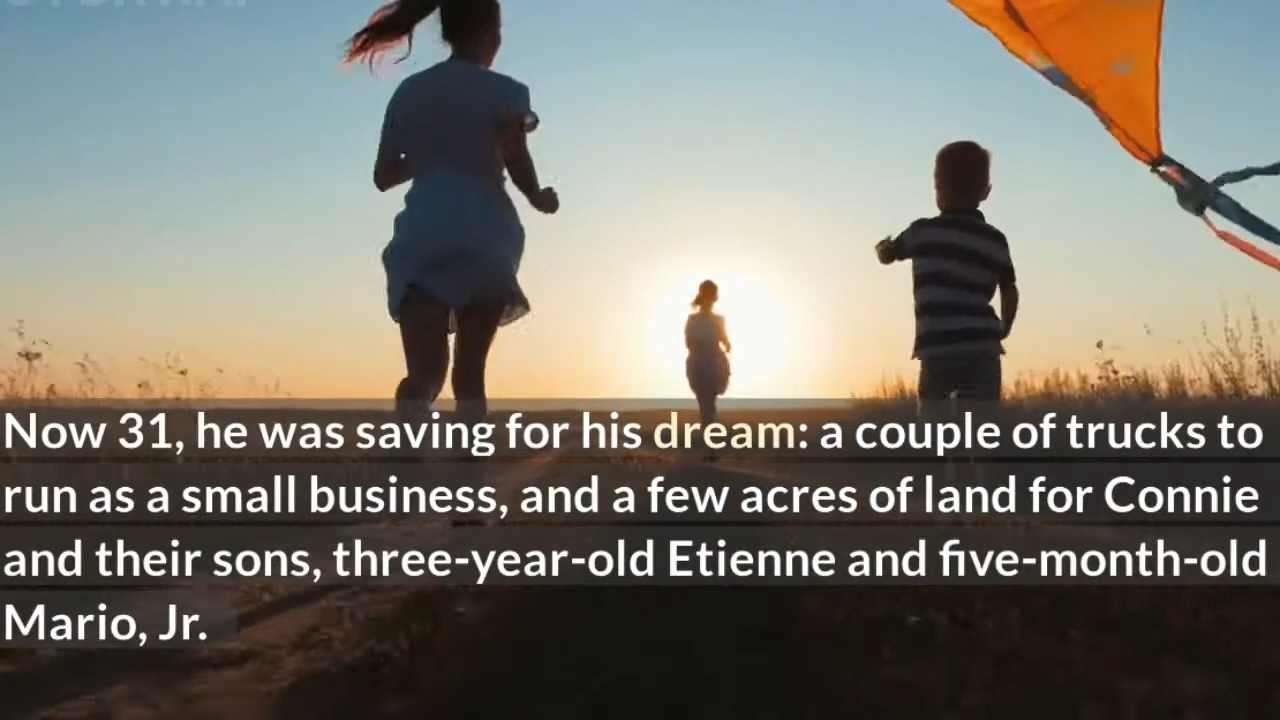 Now 31, he was saving for his dream: a couple of trucks to
run as a small business, and a few acres of land for Connie
and their sons, three-year-old Etienne and five-month-old
Mario, Jr.